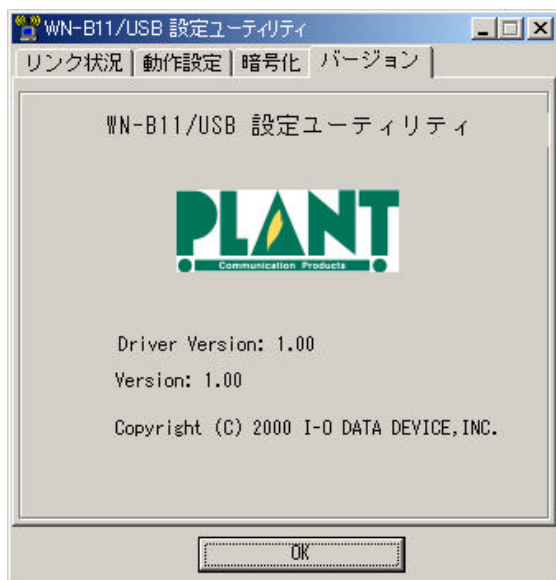 WN-B11/USB 設定ユーティリティ
リンク状況 動作設定 暗号化 バージョン
WN-B11/USB 設定ユーティリティ
PLANT
Communication Products
Driver Version: 1.00
Version: 1.00
Copyright (C) 2000 I-O DATA DEVICE,INC.
OK